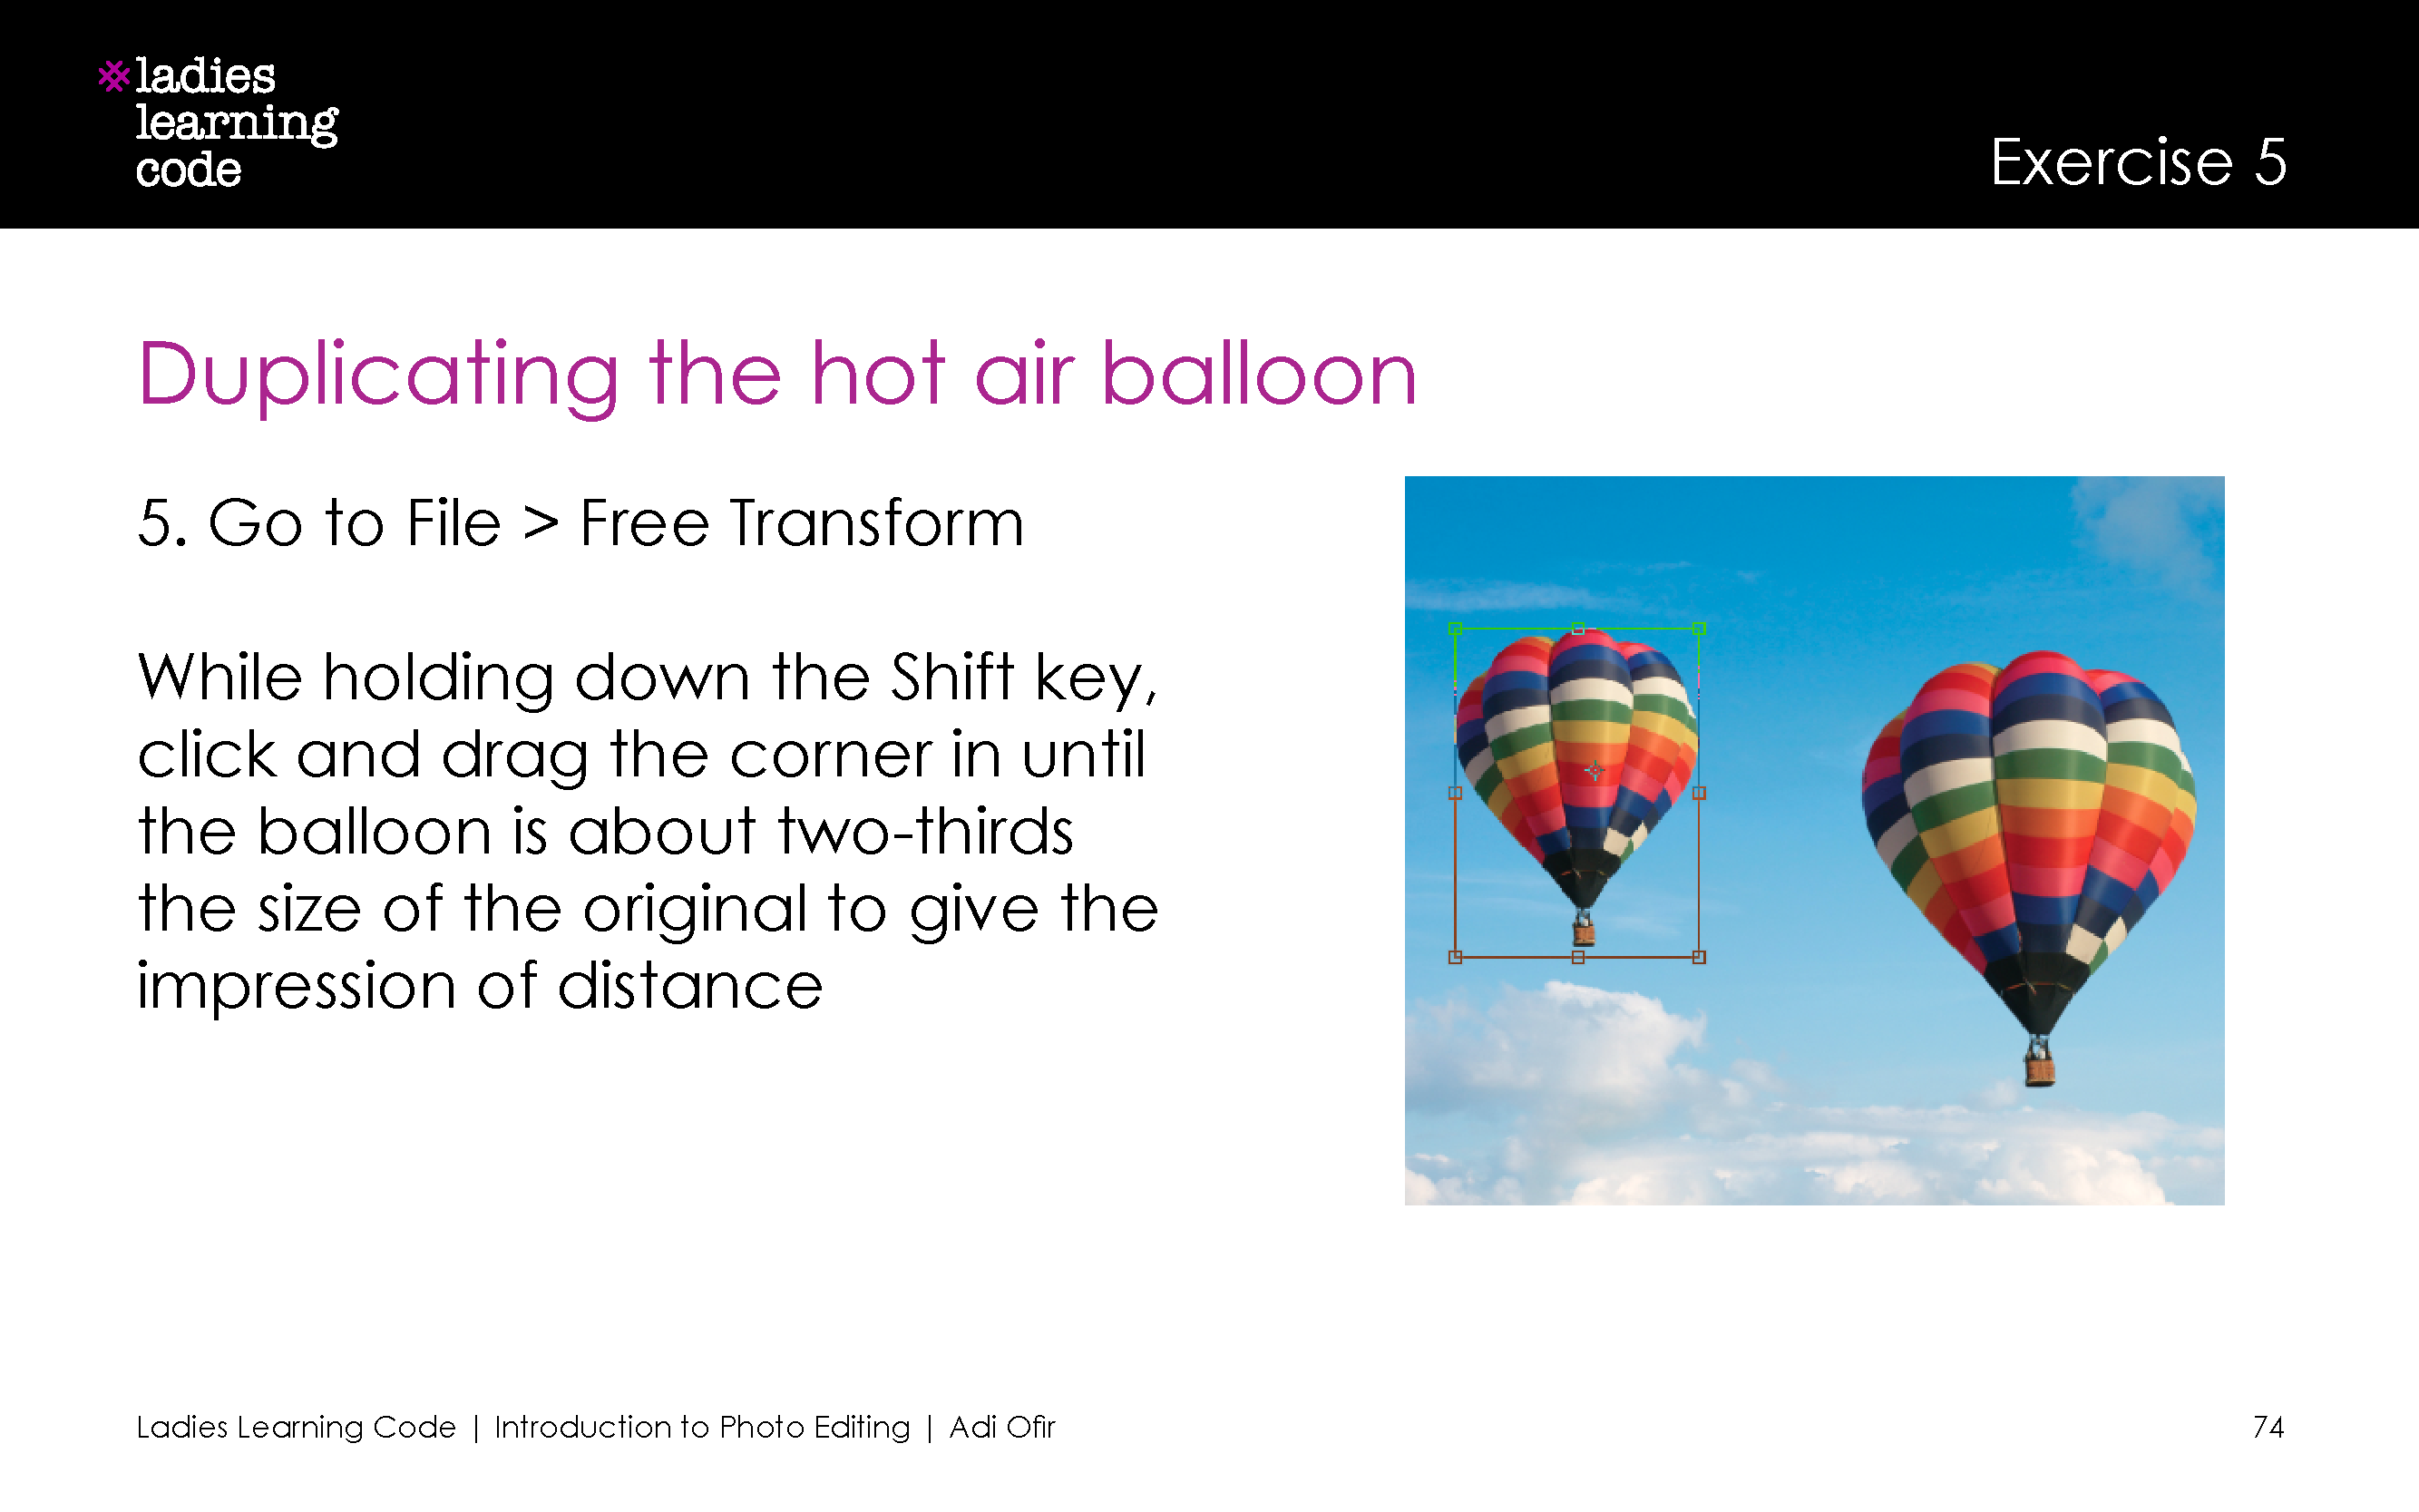 ladies
learning
code
Exercise 5
Duplicating the hot air balloon
5. Go to File > Free Transform
While holding down the Shift key,
click and drag the corner in until
the balloon is about two-thirds
the size of the original to give the
impression of distance
Ladies Learning Code | Introduction to Photo Editing | Adi Ofir
74